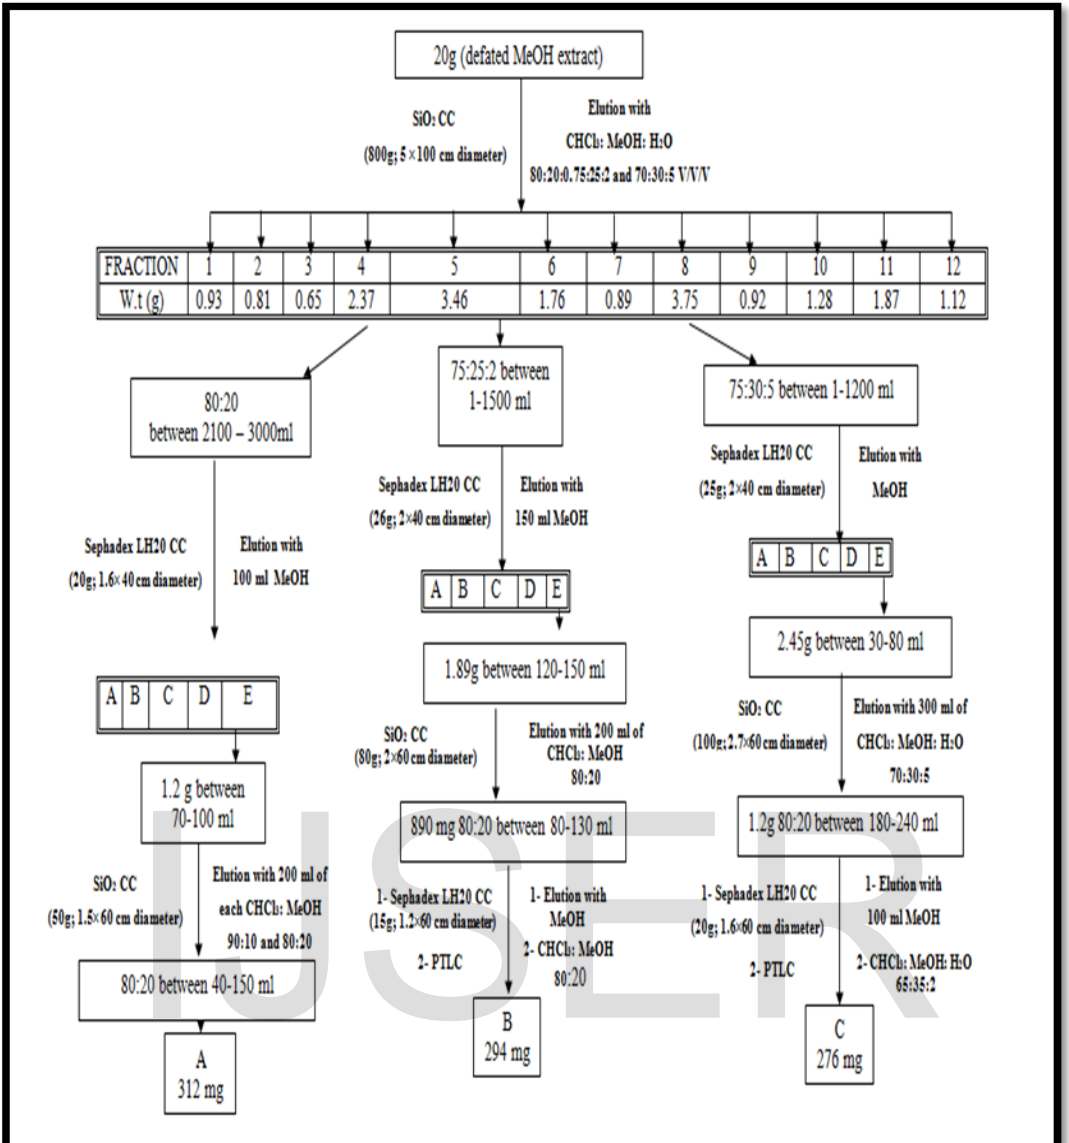 20g (defated MeOH extract)
SiO₂ CC
(800g; 5 ×100 cm diameter)
Elution with
CHCl₃: MeOH: H₂O
80:20:0.75:25:2 and 70:30:5 V/V/V
FRACTION 1 2 3 4 5 6 7 8 9 10 11 12
W.t (g) 0.93 0.81 0.65 2.37 3.46 1.76 0.89 3.75 0.92 1.28 1.87 1.12
80:20
between 2100 – 3000ml
Sephadex LH20 CC
(20g; 1.6×40 cm diameter)
Elution with
100 ml MeOH
A B C D E
1.2 g between
70-100 ml
SiO₂ CC
(50g; 1.5×60 cm diameter)
Elution with 200 ml of
each CHCl₃: MeOH
90:10 and 80:20
80:20 between 40-150 ml
A
312 mg
75:25:2 between
1-1500 ml
Sephadex LH20 CC
(26g; 2×40 cm diameter)
Elution with
150 ml MeOH
A B C D E
1.89g between 120-150 ml
SiO₂ CC
(80g; 2×60 cm diameter)
Elution with 200 ml of
CHCl₃: MeOH
80:20
890 mg 80:20 between 80-130 ml
1- Sephadex LH20 CC
(15g; 1.2×60 cm diameter)
2- PTLC
1- Elution with
MeOH
2- CHCl₃: MeOH
80:20
B
294 mg
75:30:5 between 1-1200 ml
Sephadex LH20 CC
(25g; 2×40 cm diameter)
Elution with
MeOH
A B C D E
2.45g between 30-80 ml
SiO₂ CC
(100g; 2.7×60 cm diameter)
Elution with 300 ml of
CHCl₃: MeOH: H₂O
70:30:5
1.2g 80:20 between 180-240 ml
1- Sephadex LH20 CC
(20g; 1.6×60 cm diameter)
2- PTLC
1- Elution with
100 ml MeOH
2- CHCl₃: MeOH: H₂O
65:35:2
C
276 mg
IJSER